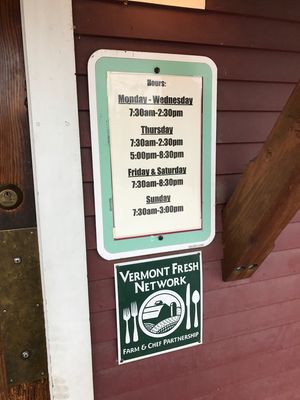 Hours:
Monday - Wednesday
7:30am-2:30pm
Thursday
7:30am-2:30pm
5:00pm-8:30pm
Friday & Saturday
7:30am-8:30pm
Sunday
7:30am-3:00pm
VERMONT FRESH
NETWORK
FARM & CHEF PARTNERSHIP